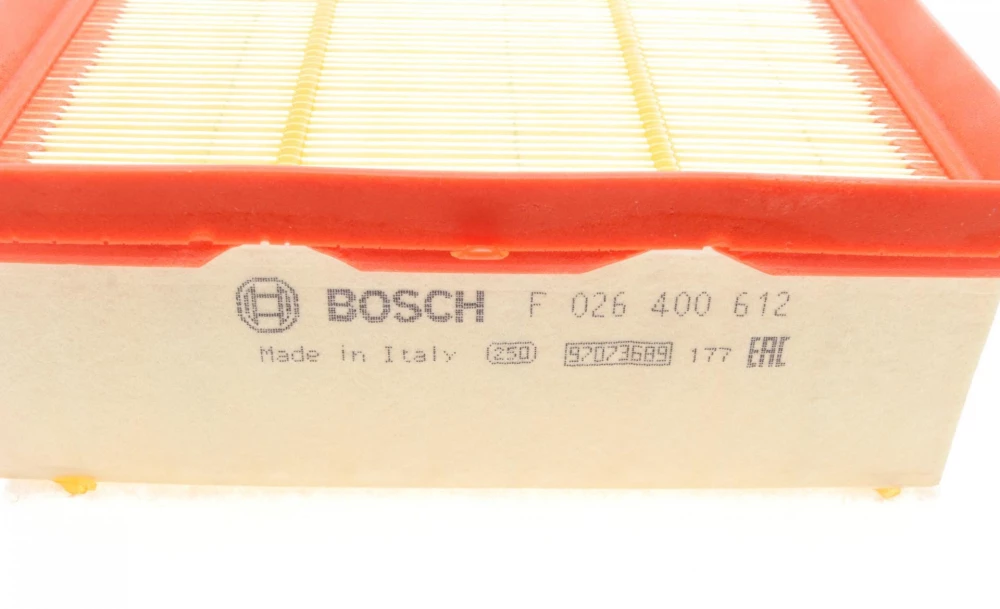 BOSCH F 026 400 612
Made in Italy 250 97073689 177 EAC